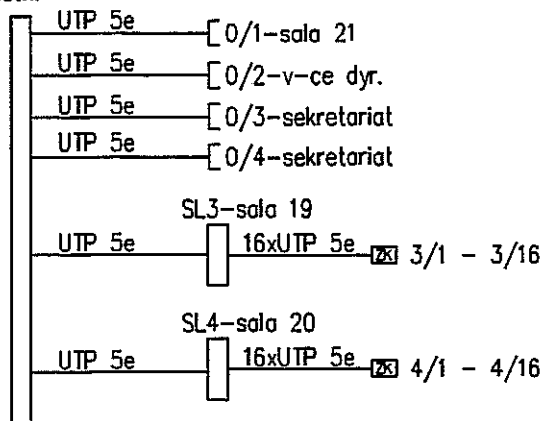 UTP 5e 0/1-sala 21
UTP 5e 0/2-v-ce dyr.
UTP 5e 0/3-sekretariat
UTP 5e 0/4-sekretariat
SL3-sala 19
UTP 5e 16xUTP 5e ZK 3/1 - 3/16
SL4-sala 20
UTP 5e 16xUTP 5e ZK 4/1 - 4/16